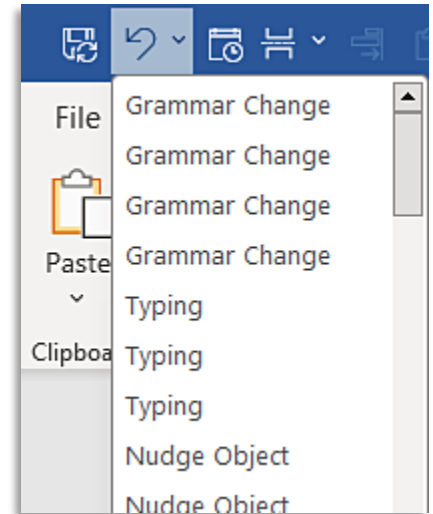 File
Grammar Change
Grammar Change
Grammar Change
Grammar Change
Typing
Typing
Typing
Nudge Object
Nudge Object
Paste
Clipboa